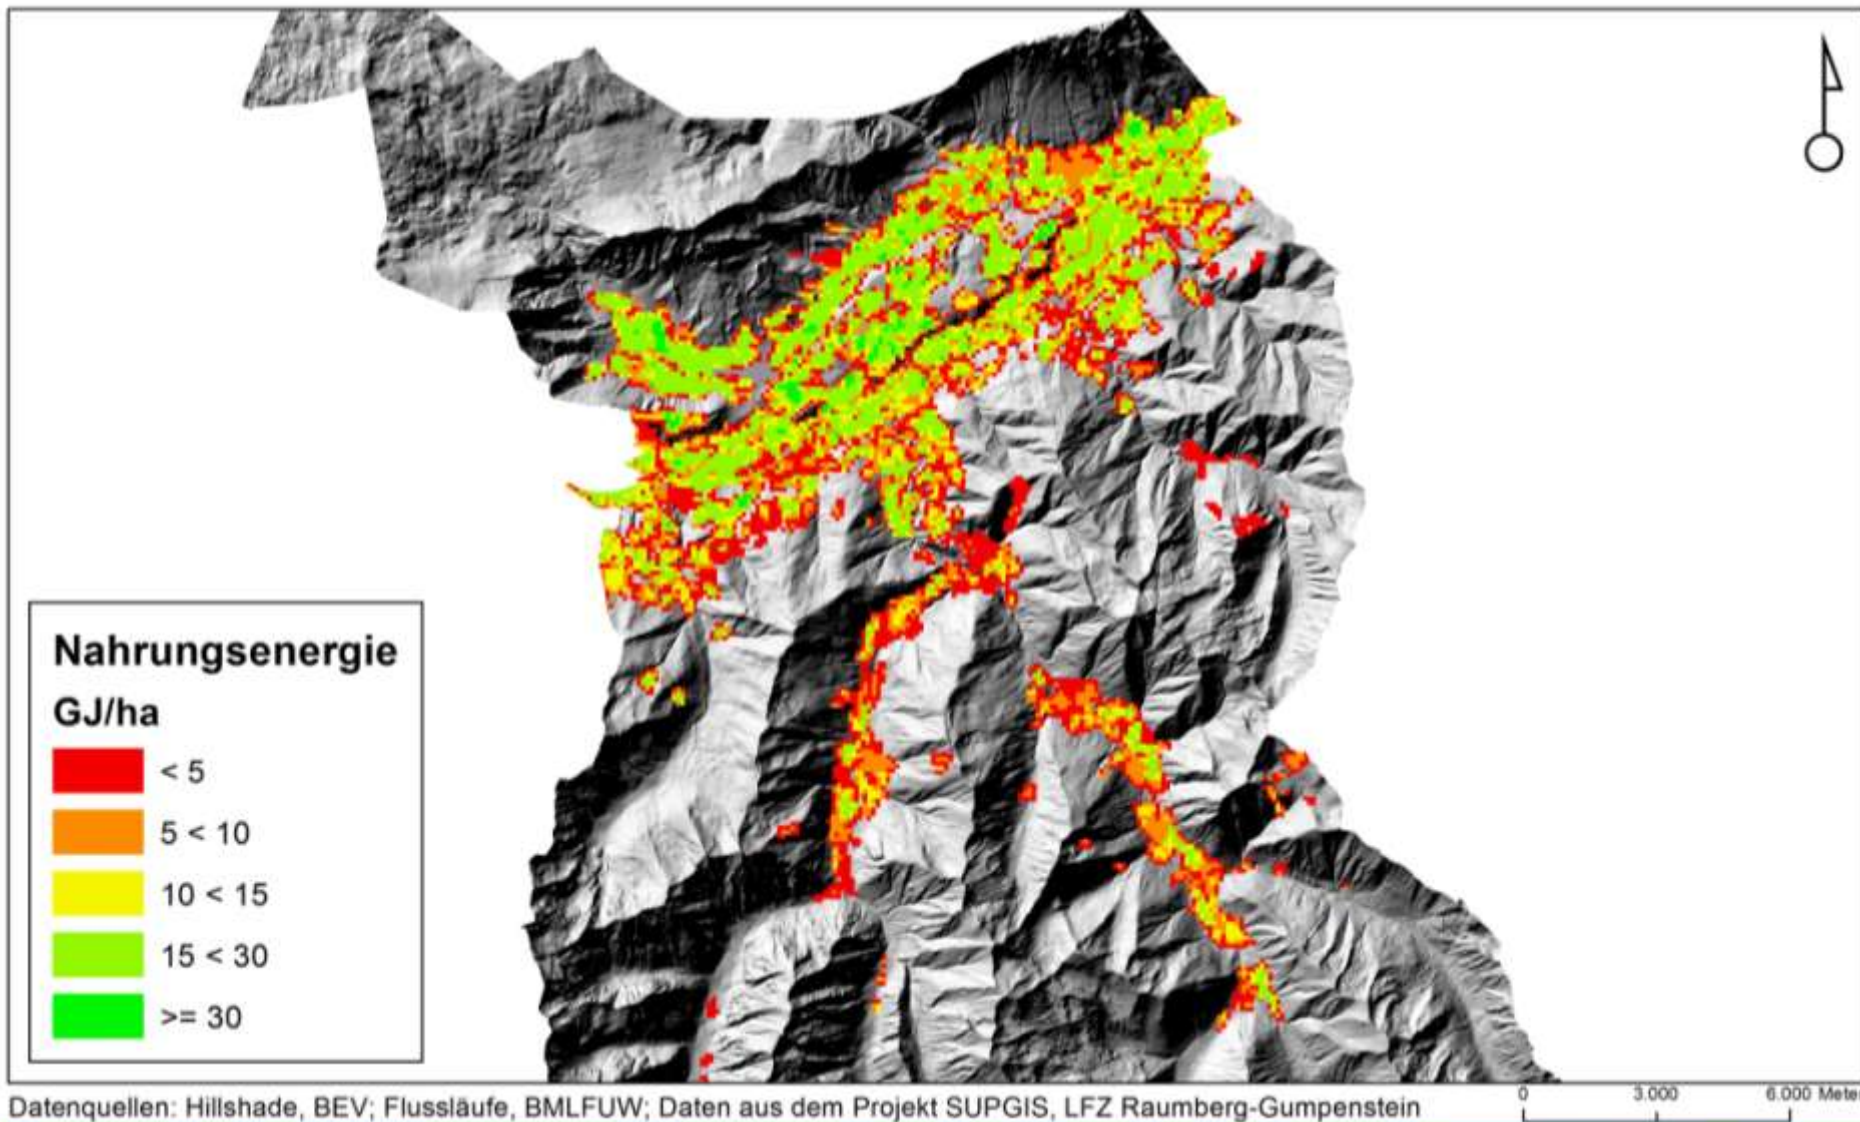 Nahrungsenergie
GJ/ha
< 5
5 < 10
10 < 15
15 < 30
>= 30
Datenquellen: Hillshade, BEV; Flussläufe, BMLFUW; Daten aus dem Projekt SUPGIS, LFZ Raumberg-Gumpenstein
0 3.000 6.000 Meter